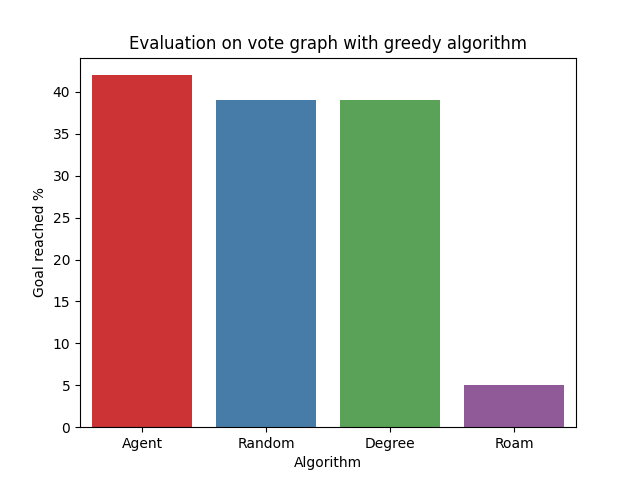 Evaluation on vote graph with greedy algorithm
Goal reached %
40
35
30
25
20
15
10
5
0
Agent Random Degree Roam
Algorithm